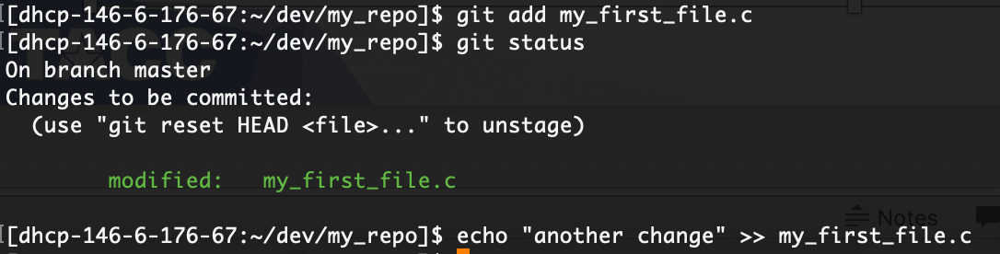 [dhcp-146-6-176-67:~/dev/my_repo]$ git add my_first_file.c
[dhcp-146-6-176-67:~/dev/my_repo]$ git status
On branch master
Changes to be committed:
  (use "git reset HEAD <file>..." to unstage)
        modified:   my_first_file.c
Notes
[dhcp-146-6-176-67:~/dev/my_repo]$ echo "another change" >> my_first_file.c